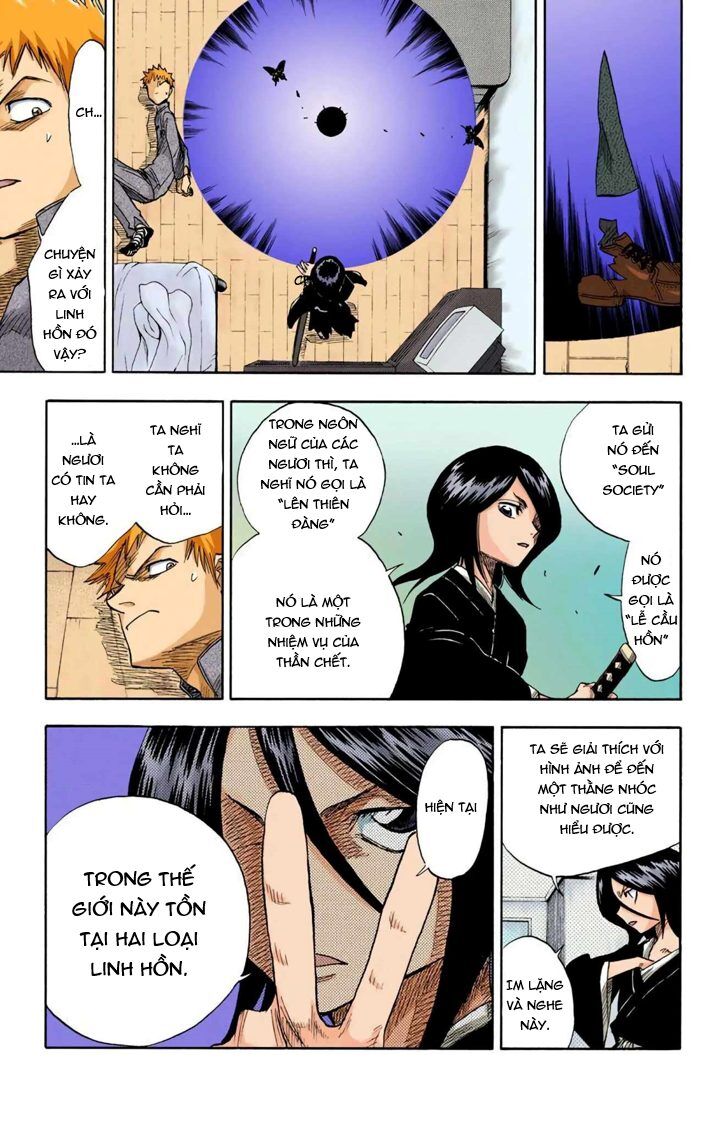 CH...
CHUYỆN
GÌ XẢY
RA VỚI
LINH
HỒN ĐÓ
VẬY?
TA GỬI
NÓ ĐẾN
"SOUL
SOCIETY"
NÓ
ĐƯỢC
GỌI LÀ
"LỄ CẦU
HỒN"
TRONG NGÔN
NGỮ CỦA CÁC
NGƯƠI THÌ, TA
NGHĨ NÓ GỌI LÀ
"LÊN THIÊN
ĐÀNG"
NÓ LÀ MỘT
TRONG NHỮNG
NHIỆM VỤ CỦA
THẦN CHẾT.
TA NGHĨ
TA
KHÔNG
CẦN PHẢI
HỎI...
...LÀ
NGƯƠI
CÓ TIN TA
HAY
KHÔNG.
TA SẼ GIẢI THÍCH VỚI
HÌNH ẢNH ĐỂ ĐẾN
MỘT THẰNG NHÓC
NHƯ NGƯƠI CŨNG
HIỂU ĐƯỢC.
IM LẶNG
VÀ NGHE
NÀY.
HIỆN TẠI
TRONG THẾ
GIỚI NÀY TỒN
TẠI HAI LOẠI
LINH HỒN.